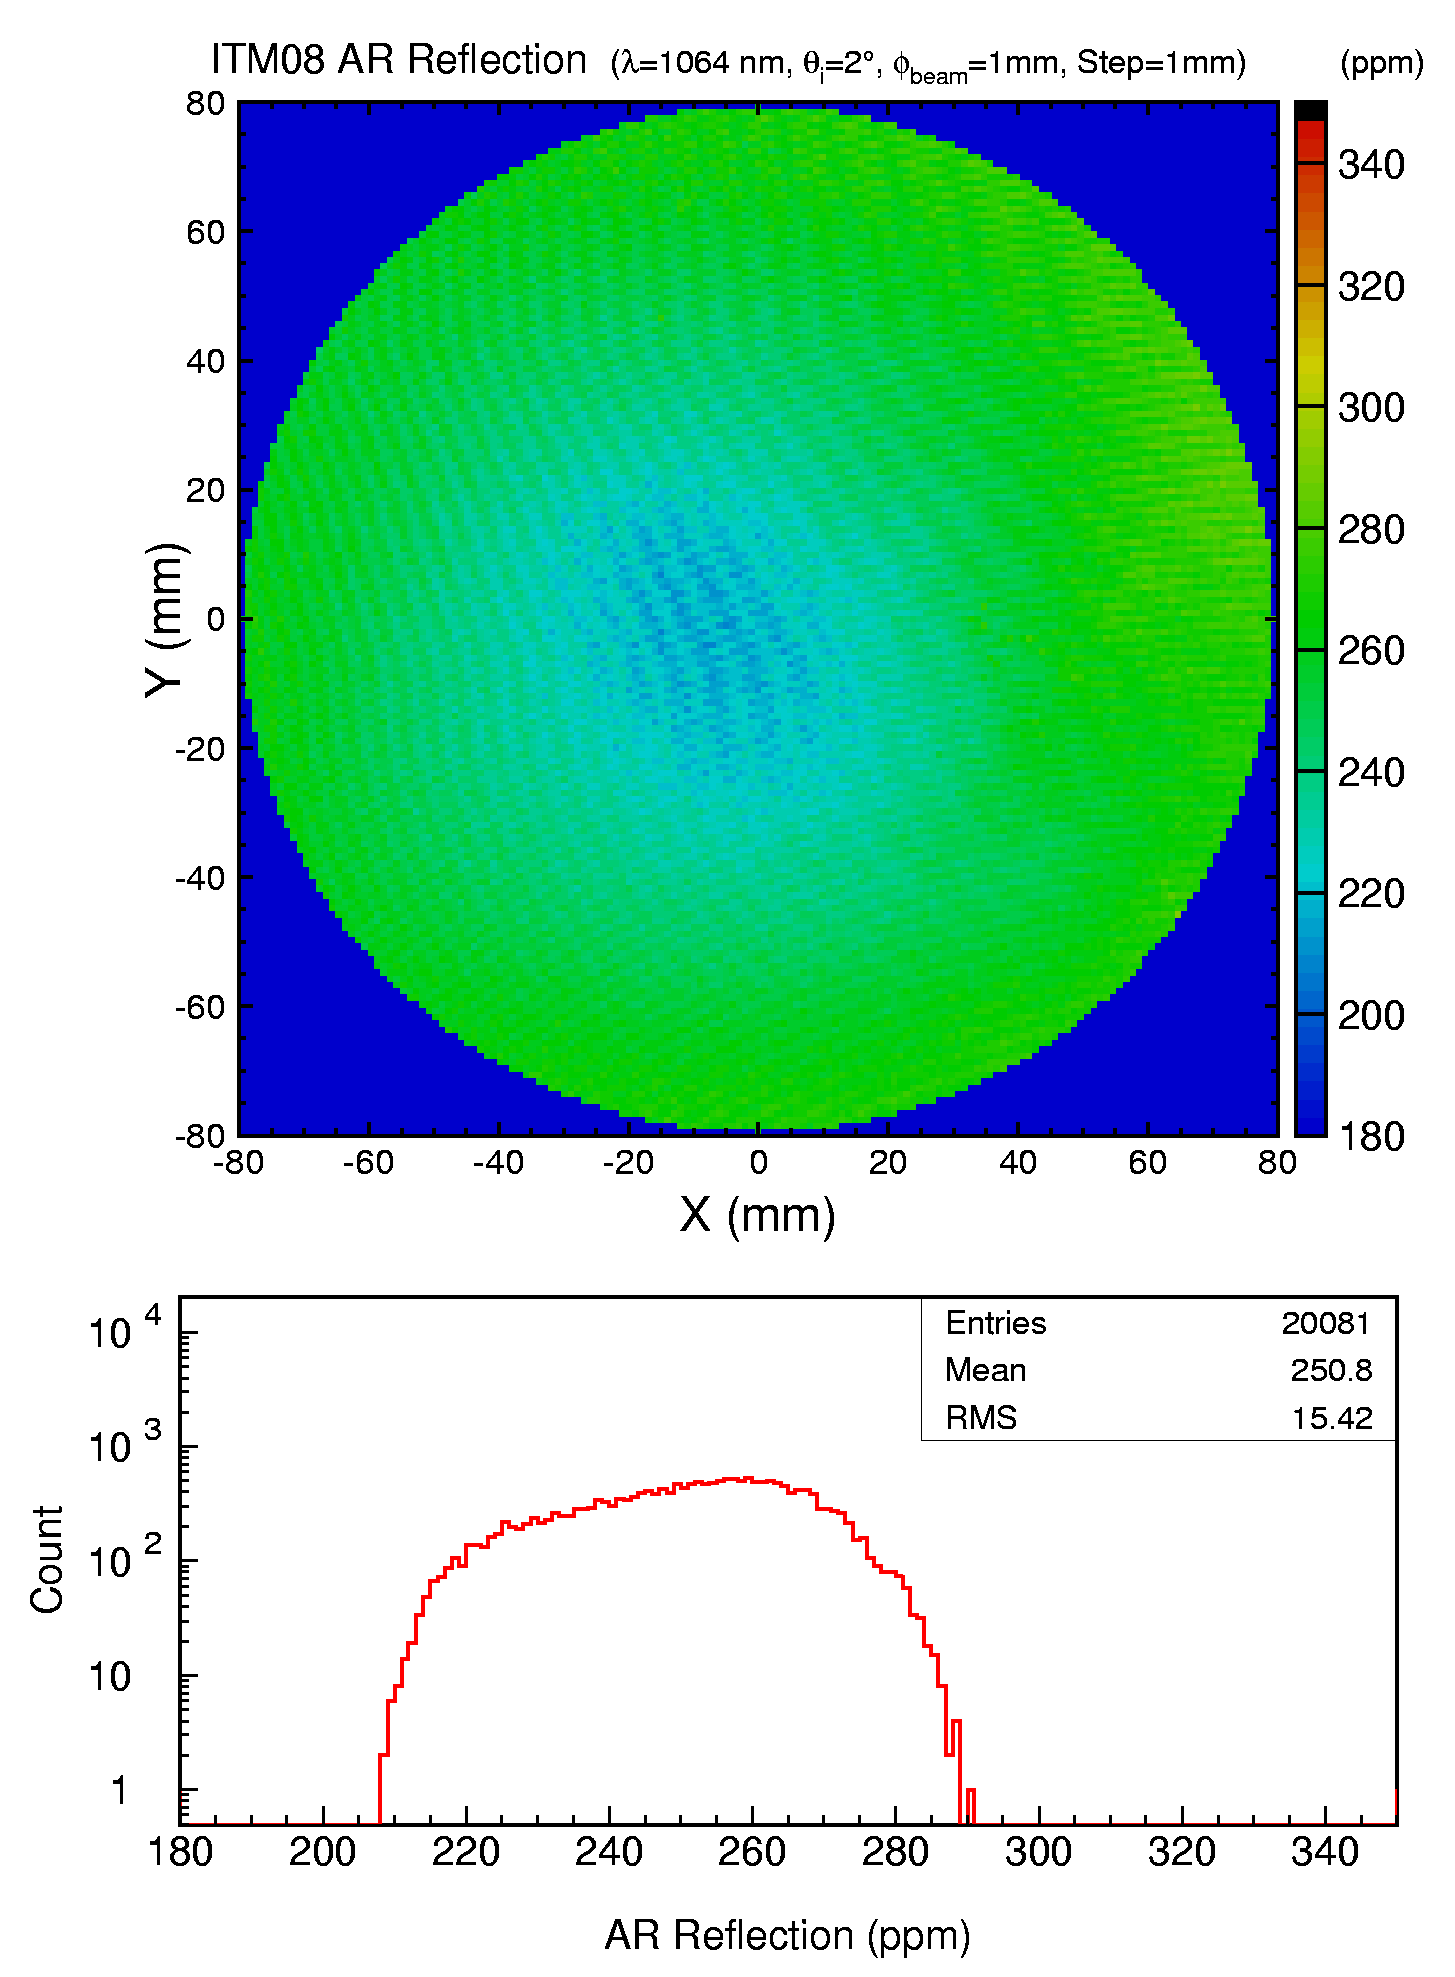 ITM08 AR Reflection (λ=1064 nm, θi=2°, ϕbeam=1mm, Step=1mm) (ppm)
80
60
40
20
0
-20
-40
-60
-80
Y (mm)
-80 -60 -40 -20 0 20 40 60 80
X (mm)
340
320
300
280
260
240
220
200
180
Entries 20081
Mean 250.8
RMS 15.42
10 4
10 3
10 2
10
1
Count
180 200 220 240 260 280 300 320 340
AR Reflection (ppm)